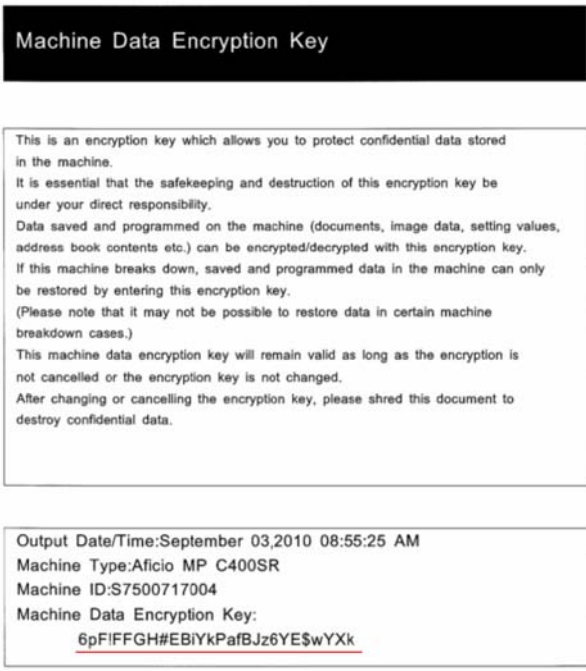 Machine Data Encryption Key
This is an encryption key which allows you to protect confidential data stored
in the machine.
It is essential that the safekeeping and destruction of this encryption key be
under your direct responsibility.
Data saved and programmed on the machine (documents, image data, setting values,
address book contents etc.) can be encrypted/decrypted with this encryption key.
If this machine breaks down, saved and programmed data in the machine can only
be restored by entering this encryption key.
(Please note that it may not be possible to restore data in certain machine
breakdown cases.)
This machine data encryption key will remain valid as long as the encryption is
not cancelled or the encryption key is not changed.
After changing or cancelling the encryption key, please shred this document to
destroy confidential data.
Output Date/Time:September 03,2010 08:55:25 AM
Machine Type:Aficio MP C400SR
Machine ID:S7500717004
Machine Data Encryption Key:
6pF!FFGH#EBiYkPafBJz6YE$wYXk